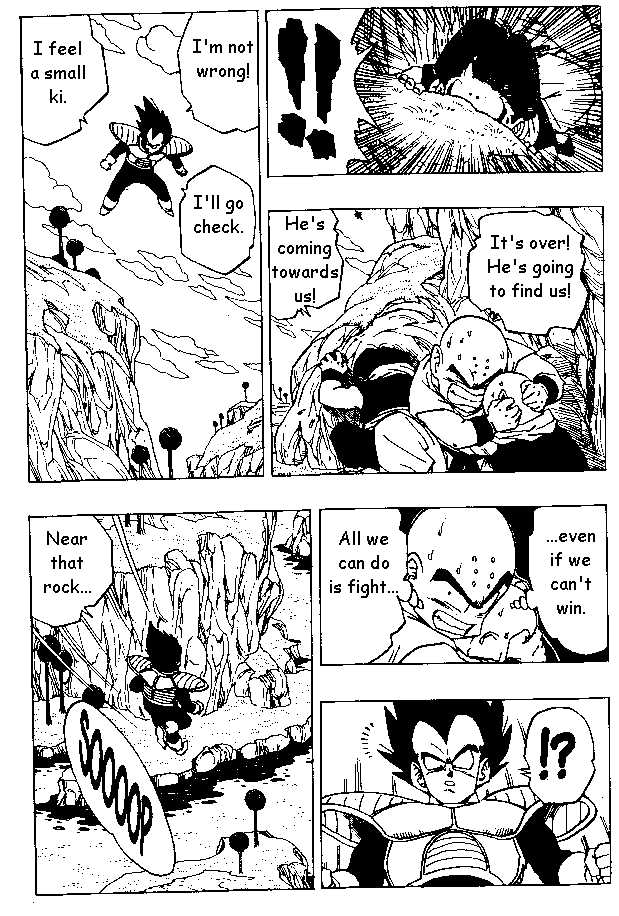 I'm not
wrong!
I feel
a small
ki.
I'll go
check.
!!
It's over!
He's going
to find us!
He's
coming
towards
us!
Near
that
rock...
SOOOOP
...even
if we
can't
win.
All we
can do
is fight...
!?